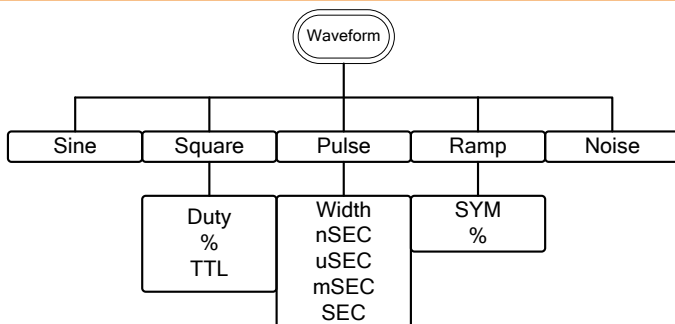 Waveform
Sine
Square
Pulse
Ramp
Noise
Duty
%
TTL
Width
nSEC
uSEC
mSEC
SEC
SYM
%